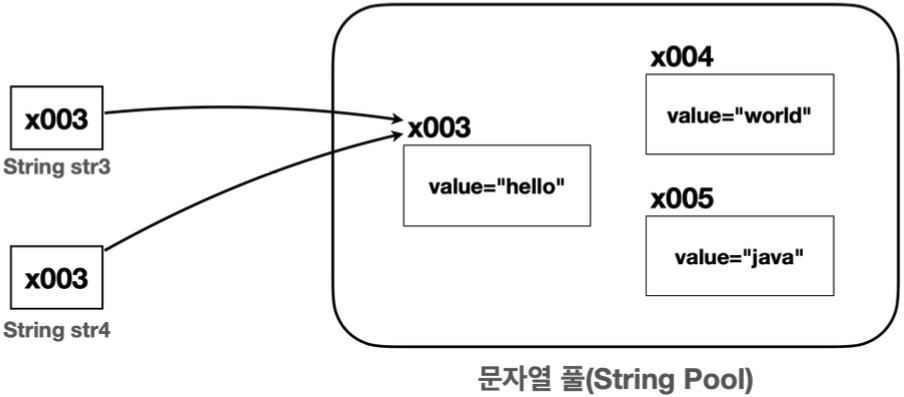 x003
String str3
x003
String str4
x003
value="hello"
x004
value="world"
x005
value="java"
문자열 풀(String Pool)